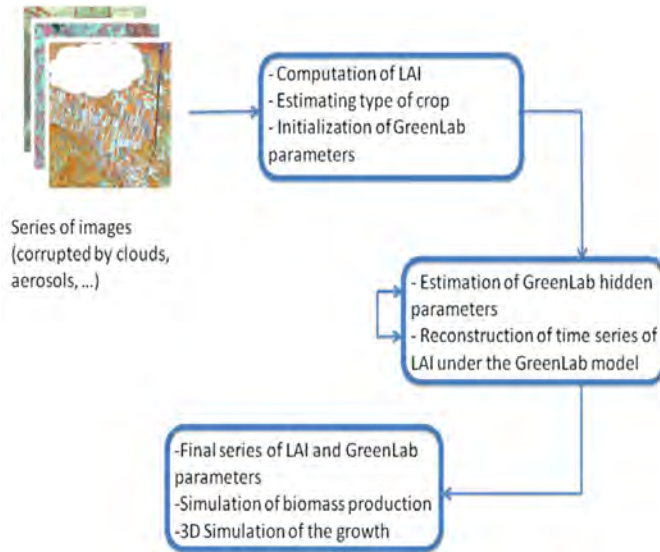 - Computation of LAI
- Estimating type of crop
- Initialization of GreenLab
parameters
Series of images
(corrupted by clouds,
aerosols, ...)
- Estimation of GreenLab hidden
parameters
- Reconstruction of time series of
LAI under the GreenLab model
-Final series of LAI and GreenLab
parameters
-Simulation of biomass production
-3D Simulation of the growth